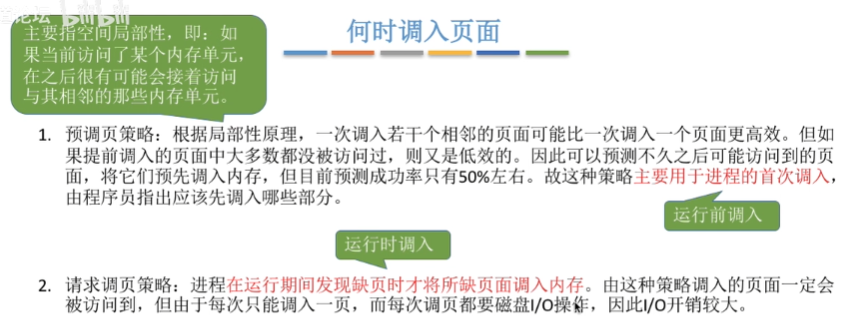 论坛 bilibili
何时调入页面
主要指空间局部性，即：如
果当前访问了某个内存单元，
在之后很有可能会接着访问
与其相邻的那些内存单元。
1. 预调页策略：根据局部性原理，一次调入若干个相邻的页面可能比一次调入一个页面更高效。但如
果提前调入的页面中大多数都没被访问过，则又是低效的。因此可以预测不久之后可能访问到的页
面，将它们预先调入内存，但目前预测成功率只有50%左右。故这种策略主要用于进程的首次调入，
由程序员指出应该先调入哪些部分。
运行前调入
运行时调入
2. 请求调页策略：进程在运行期间发现缺页时才将所缺页面调入内存。由这种策略调入的页面一定会
被访问到，但由于每次只能调入一页，而每次调页都要磁盘I/O操作，因此I/O开销较大。